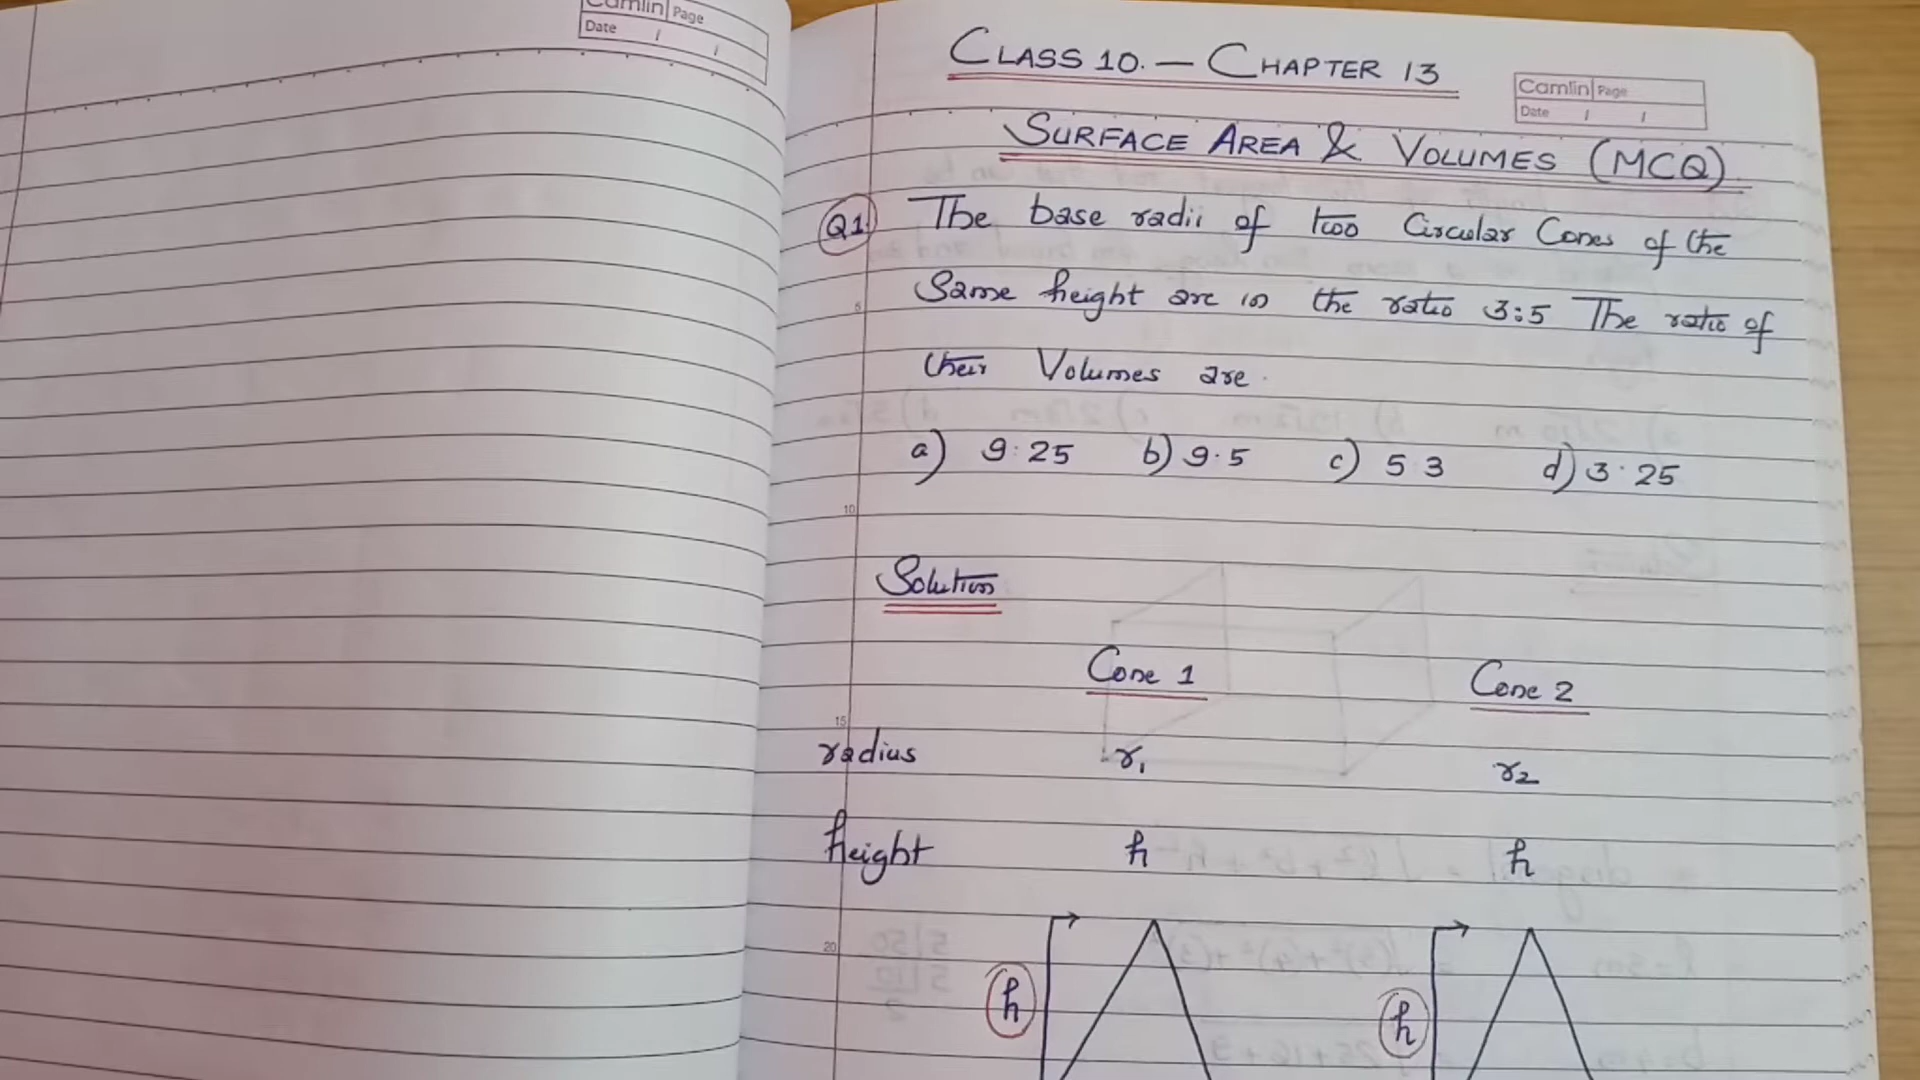 Camlin Page
Date / /
CLASS 10. – CHAPTER 13
Camlin Page
Date / /
SURFACE AREA & VOLUMES (MCQ)
Q1 The base radii of two Circular Cones of the
Same height are in the ratio 3:5 The ratio of
their Volumes are.
a) 9:25 b) 9:5 c) 5:3 d) 3:25
Solution
Cone 1 Cone 2
radius r1 r2
height h h
h h